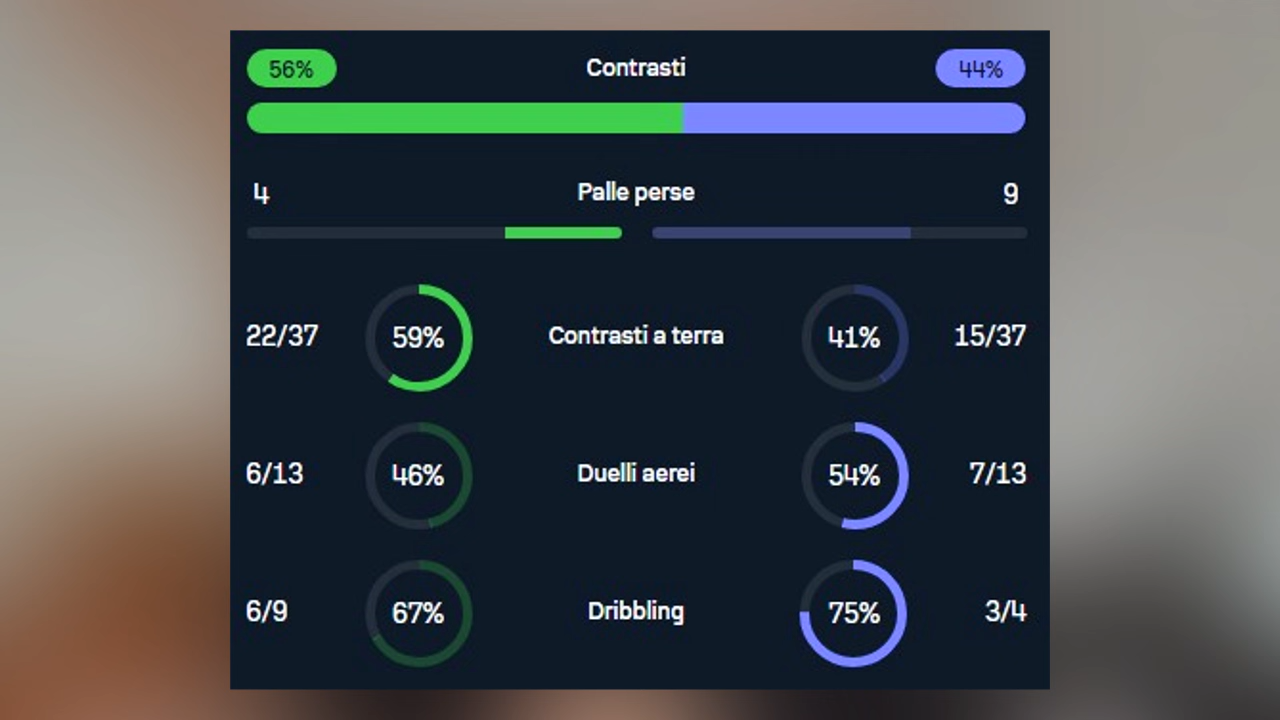 56% Contrasti 44%
4 Palle perse 9
22/37 59% Contrasti a terra 41% 15/37
6/13 46% Duelli aerei 54% 7/13
6/9 67% Dribbling 75% 3/4